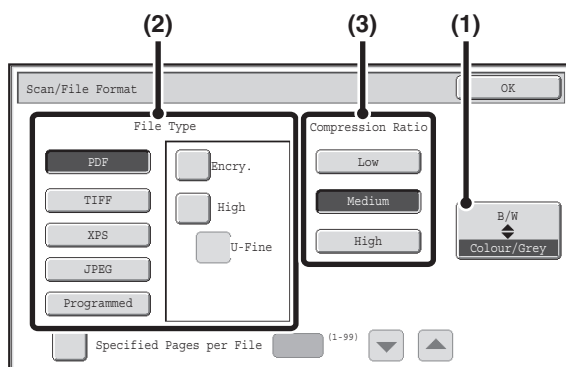 (2) (3) (1)
Scan/File Format OK
File Type Compression Ratio
PDF Encry. Low
TIFF High Medium B/W
XPS U-Fine High Colour/Grey
JPEG
Programmed
Specified Pages per File (1-99)